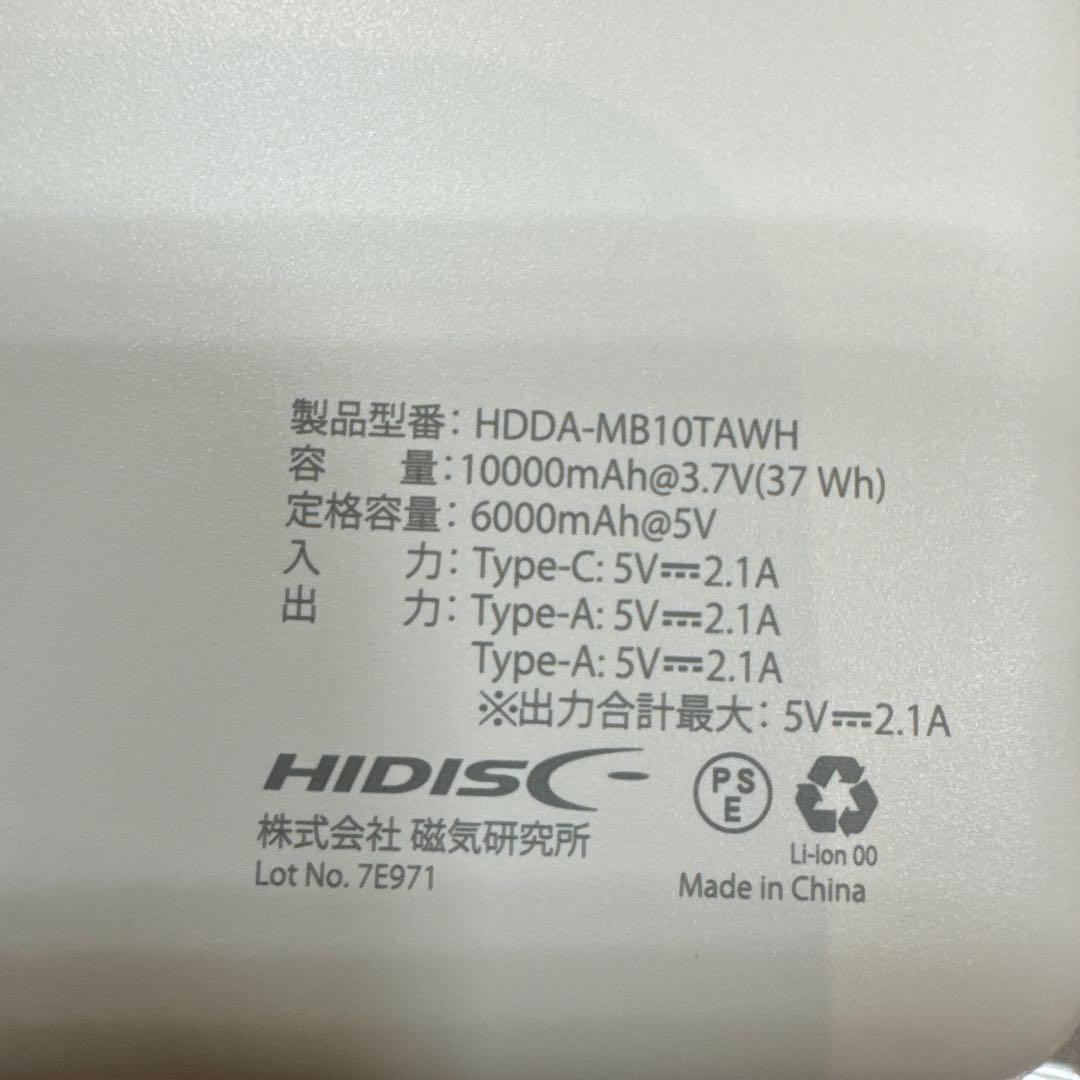 製品型番: HDDA-MB10TAWH
容　　量:10000mAh@3.7V(37 Wh)
定格容量: 6000mAh@5V
入　　力: Type-C: 5V⎓2.1A
出　　力: Type-A: 5V⎓2.1A
Type-A: 5V⎓2.1A
※出力合計最大: 5V⎓2.1A
HIDISC
PS
E
株式会社 磁気研究所
Li-Ion 00
Lot No. 7E971
Made in China